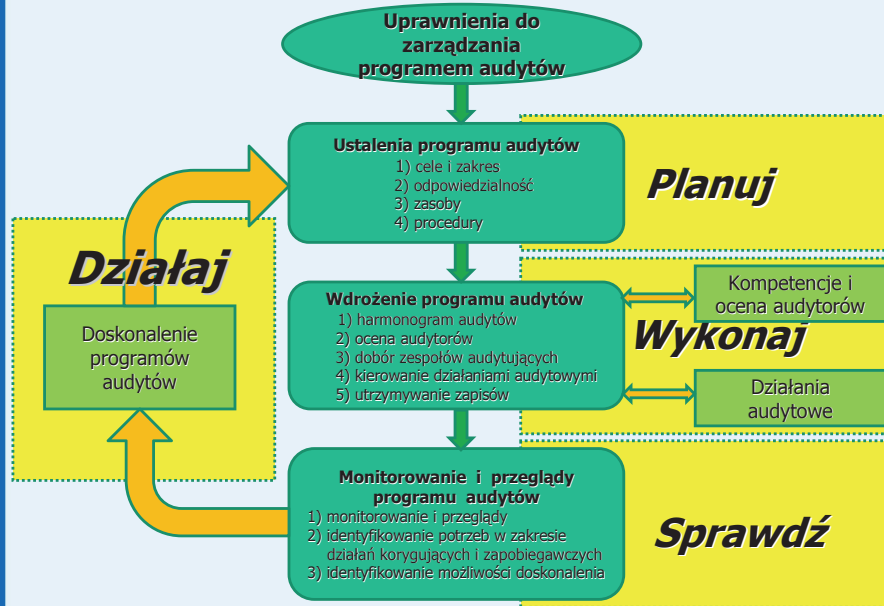 Uprawnienia do
zarządzania
programem audytów
Ustalenia programu audytów
1) cele i zakres
2) odpowiedzialność
3) zasoby
4) procedury
Planuj
Działaj
Doskonalenie
programów
audytów
Wdrożenie programu audytów
1) harmonogram audytów
2) ocena audytorów
3) dobór zespołów audytujących
4) kierowanie działaniami audytowymi
5) utrzymywanie zapisów
Kompetencje i
ocena audytorów
Wykonaj
Działania
audytowe
Monitorowanie i przeglądy
programu audytów
1) monitorowanie i przeglądy
2) identyfikowanie potrzeb w zakresie
działań korygujących i zapobiegawczych
3) identyfikowanie możliwości doskonalenia
Sprawdź